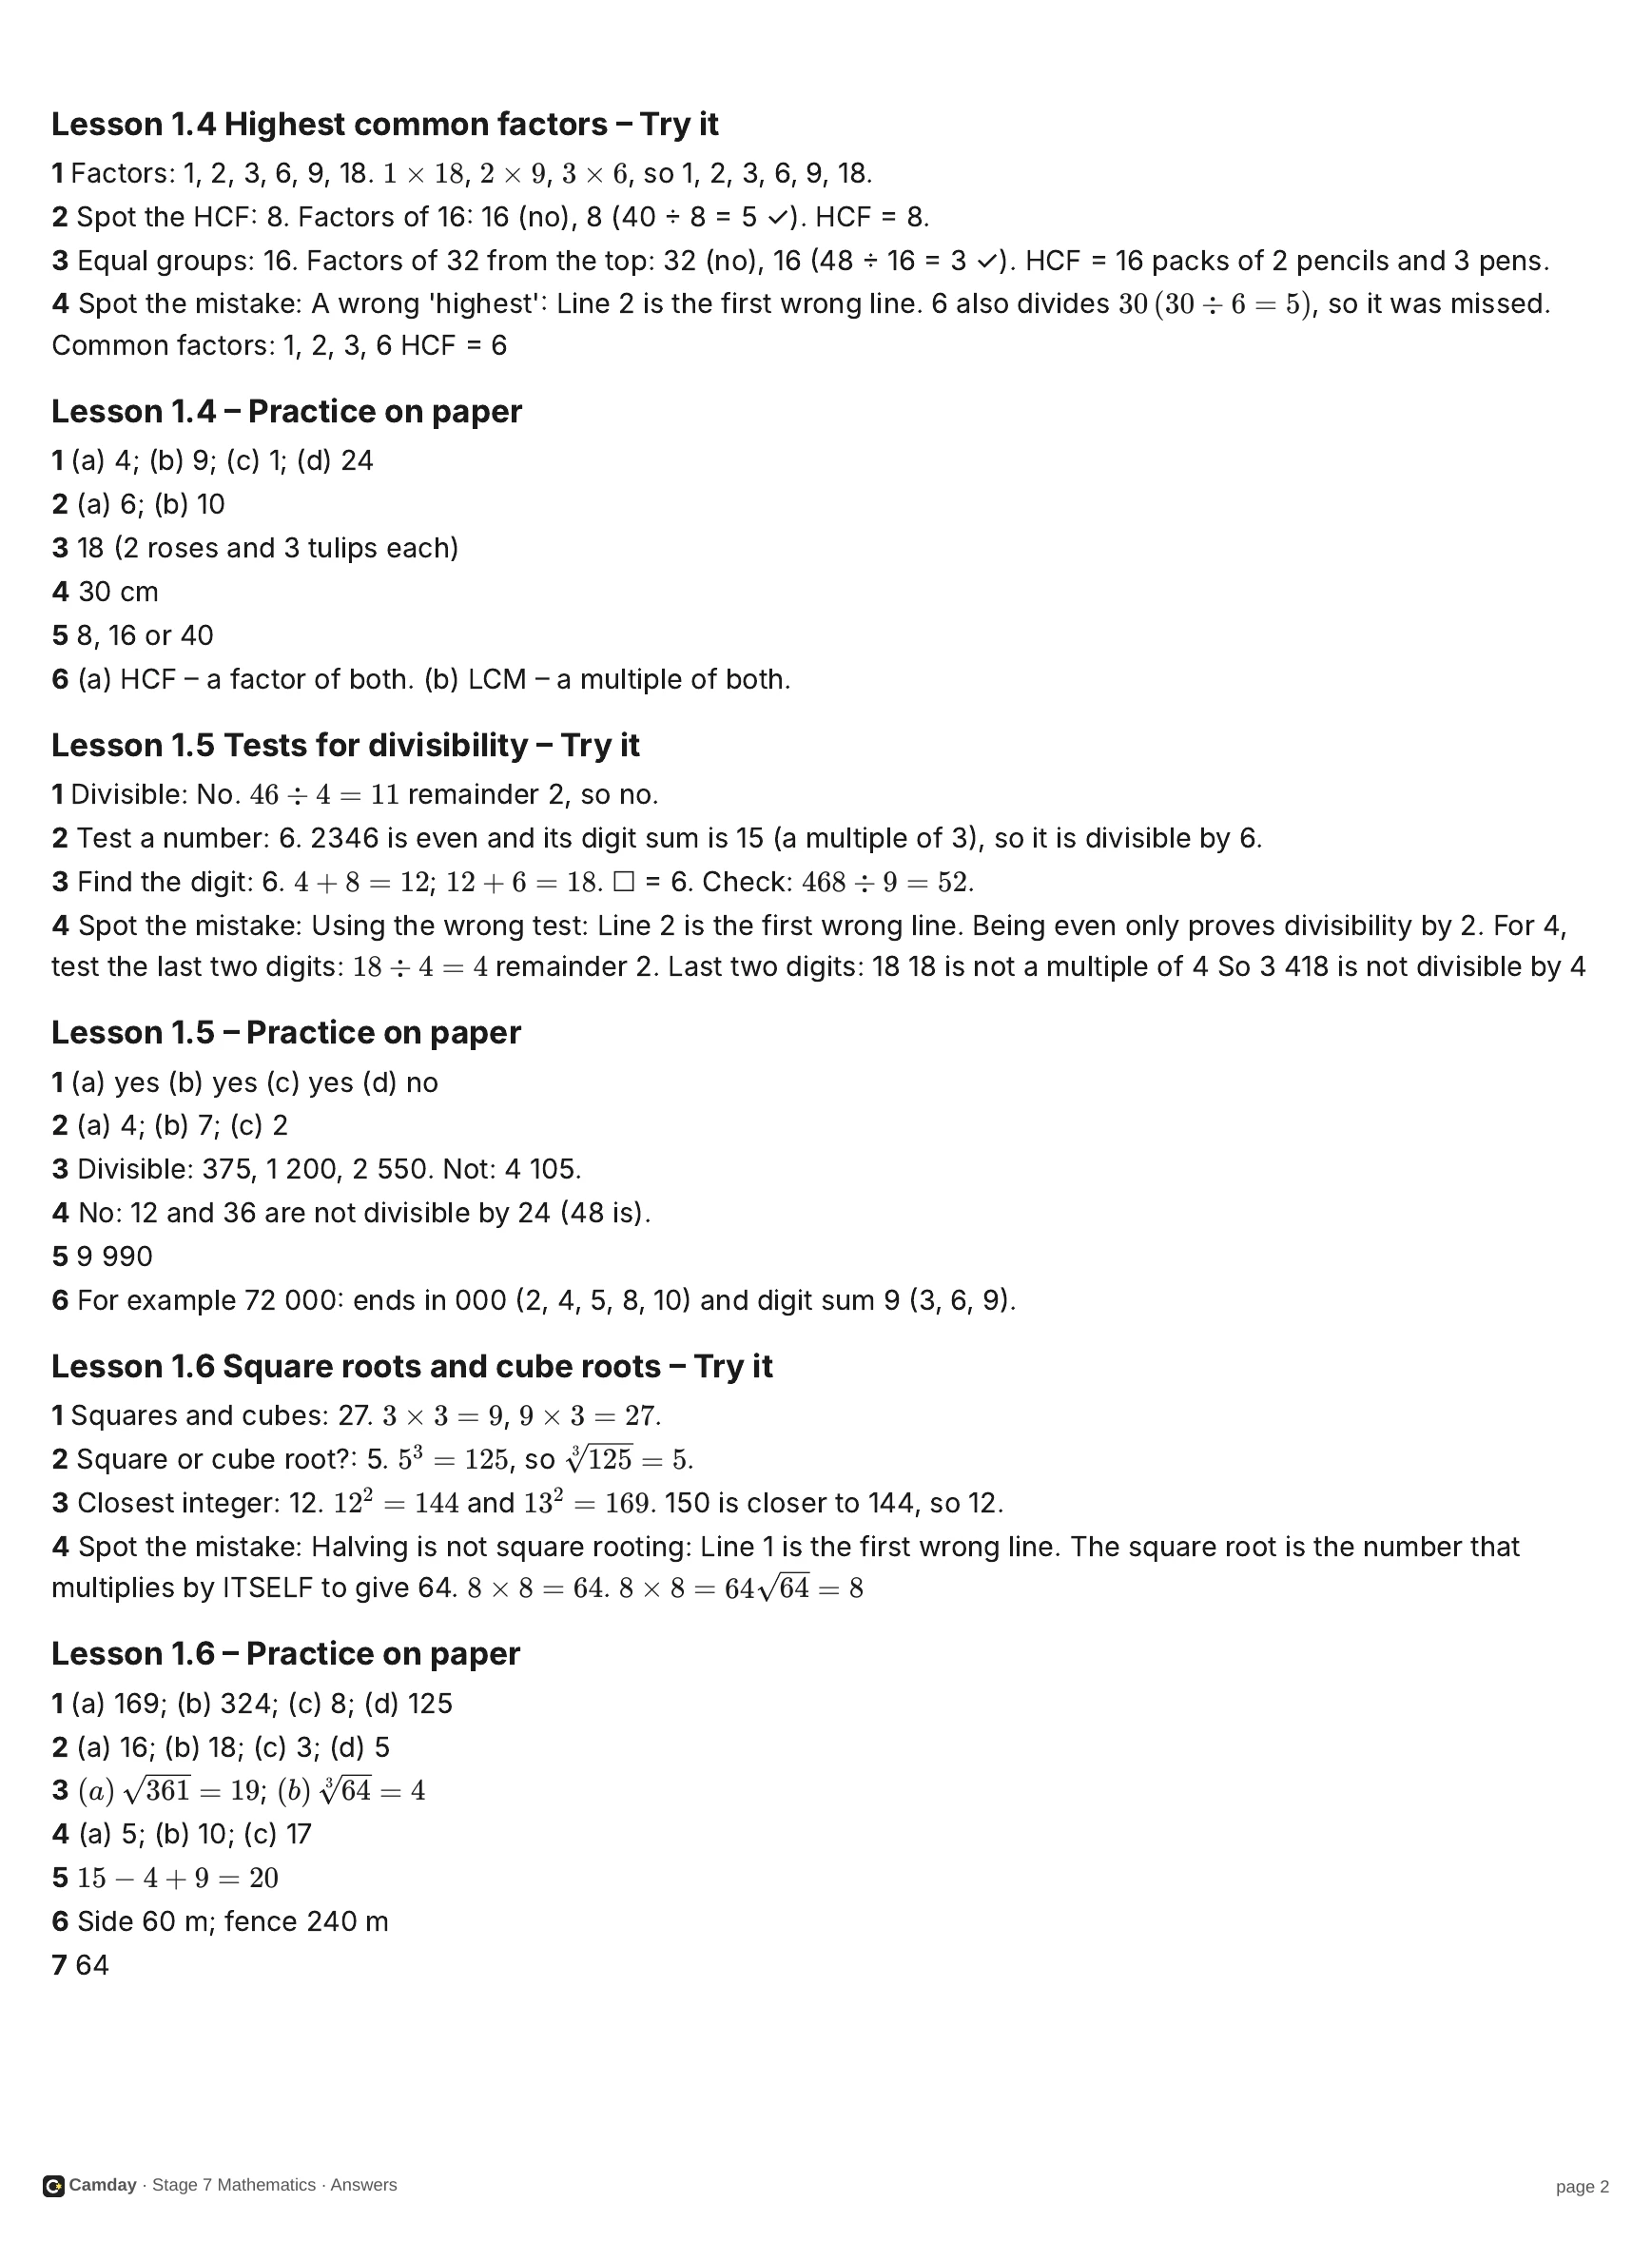 Lesson 1.4 Highest common factors – Try it
1 Factors: 1, 2, 3, 6, 9, 18. 1 × 18, 2 × 9, 3 × 6, so 1, 2, 3, 6, 9, 18.
2 Spot the HCF: 8. Factors of 16: 16 (no), 8 (40 ÷ 8 = 5 ✓). HCF = 8.
3 Equal groups: 16. Factors of 32 from the top: 32 (no), 16 (48 ÷ 16 = 3 ✓). HCF = 16 packs of 2 pencils and 3 pens.
4 Spot the mistake: A wrong 'highest': Line 2 is the first wrong line. 6 also divides 30 (30 ÷ 6 = 5), so it was missed.
Common factors: 1, 2, 3, 6 HCF = 6
Lesson 1.4 – Practice on paper
1 (a) 4; (b) 9; (c) 1; (d) 24
2 (a) 6; (b) 10
3 18 (2 roses and 3 tulips each)
4 30 cm
5 8, 16 or 40
6 (a) HCF – a factor of both. (b) LCM – a multiple of both.
Lesson 1.5 Tests for divisibility – Try it
1 Divisible: No. 46 ÷ 4 = 11 remainder 2, so no.
2 Test a number: 6. 2346 is even and its digit sum is 15 (a multiple of 3), so it is divisible by 6.
3 Find the digit: 6. 4 + 8 = 12; 12 + 6 = 18. □ = 6. Check: 468 ÷ 9 = 52.
4 Spot the mistake: Using the wrong test: Line 2 is the first wrong line. Being even only proves divisibility by 2. For 4,
test the last two digits: 18 ÷ 4 = 4 remainder 2. Last two digits: 18 18 is not a multiple of 4 So 3 418 is not divisible by 4
Lesson 1.5 – Practice on paper
1 (a) yes (b) yes (c) yes (d) no
2 (a) 4; (b) 7; (c) 2
3 Divisible: 375, 1 200, 2 550. Not: 4 105.
4 No: 12 and 36 are not divisible by 24 (48 is).
5 9 990
6 For example 72 000: ends in 000 (2, 4, 5, 8, 10) and digit sum 9 (3, 6, 9).
Lesson 1.6 Square roots and cube roots – Try it
1 Squares and cubes: 27. 3 × 3 = 9, 9 × 3 = 27.
2 Square or cube root?: 5. 5³ = 125, so ∛125 = 5.
3 Closest integer: 12. 12² = 144 and 13² = 169. 150 is closer to 144, so 12.
4 Spot the mistake: Halving is not square rooting: Line 1 is the first wrong line. The square root is the number that
multiplies by ITSELF to give 64. 8 × 8 = 64. 8 × 8 = 64√64 = 8
Lesson 1.6 – Practice on paper
1 (a) 169; (b) 324; (c) 8; (d) 125
2 (a) 16; (b) 18; (c) 3; (d) 5
3 (a) √361 = 19; (b) ∛64 = 4
4 (a) 5; (b) 10; (c) 17
5 15 − 4 + 9 = 20
6 Side 60 m; fence 240 m
7 64
Camday · Stage 7 Mathematics · Answers
page 2